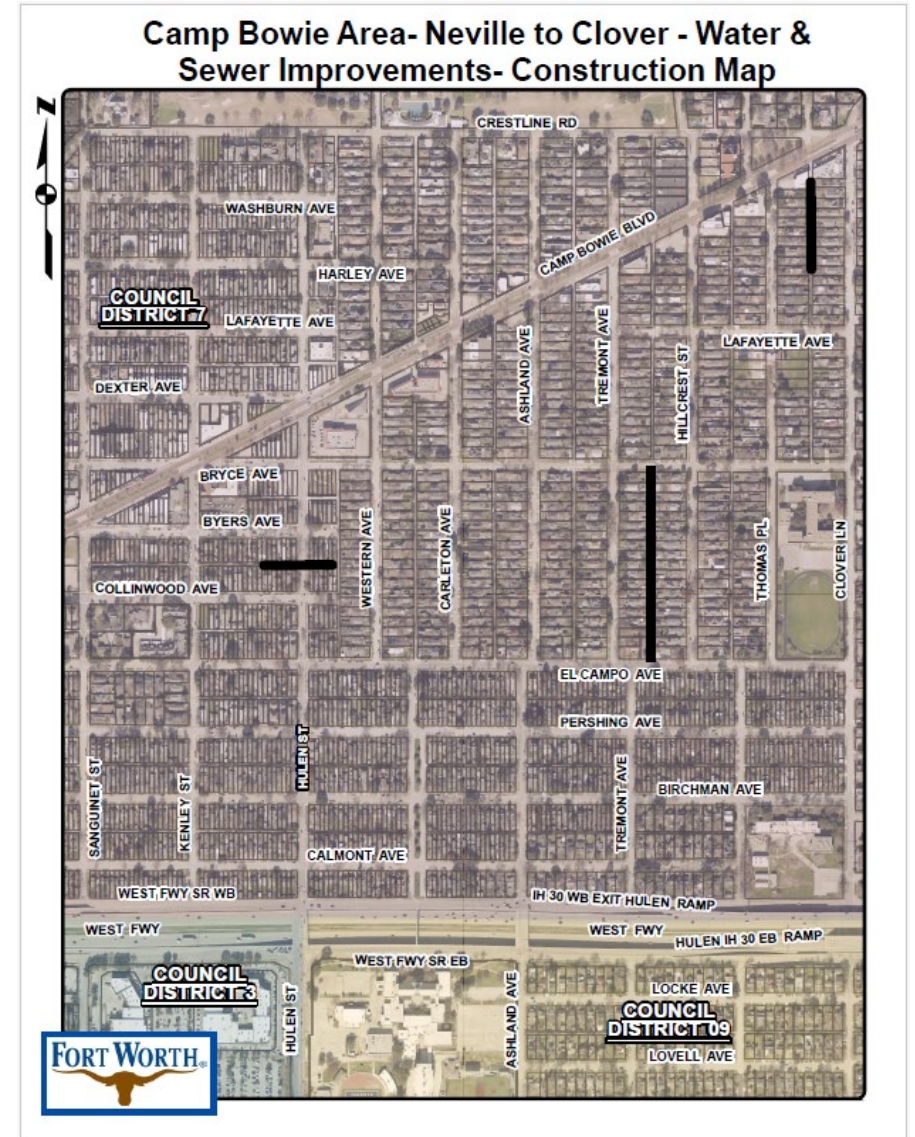 Camp Bowie Area- Neville to Clover - Water &
Sewer Improvements- Construction Map
Z
CRESTLINE RD
WASHBURN AVE
CAMP BOWIE BLVD
HARLEY AVE
COUNCIL
DISTRICT 7
LAFAYETTE AVE
ASHLAND AVE
TREMONT AVE
LAFAYETTE AVE
HILLCREST ST
DEXTER AVE
BRYCE AVE
BYERS AVE
WESTERN AVE
CARLETON AVE
THOMAS PL
CLOVER LN
COLLINWOOD AVE
EL CAMPO AVE
PERSHING AVE
HULEN ST
SANGUINET ST
KENLEY ST
TREMONT AVE
BIRCHMAN AVE
CALMONT AVE
WEST FWY SR WB
IH 30 WB EXIT HULEN RAMP
WEST FWY
WEST FWY
HULEN IH 30 EB RAMP
WEST FWY SR EB
COUNCIL
DISTRICT 3
HULEN ST
ASHLAND AVE
LOCKE AVE
COUNCIL
DISTRICT 09
LOVELL AVE
FORT WORTH®